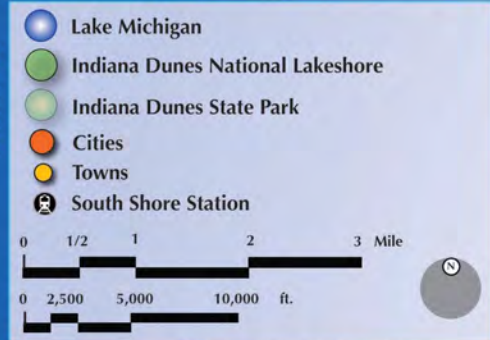 Lake Michigan
Indiana Dunes National Lakeshore
Indiana Dunes State Park
Cities
Towns
South Shore Station
0 1/2 1 2 3 Mile
0 2,500 5,000 10,000 ft.
N